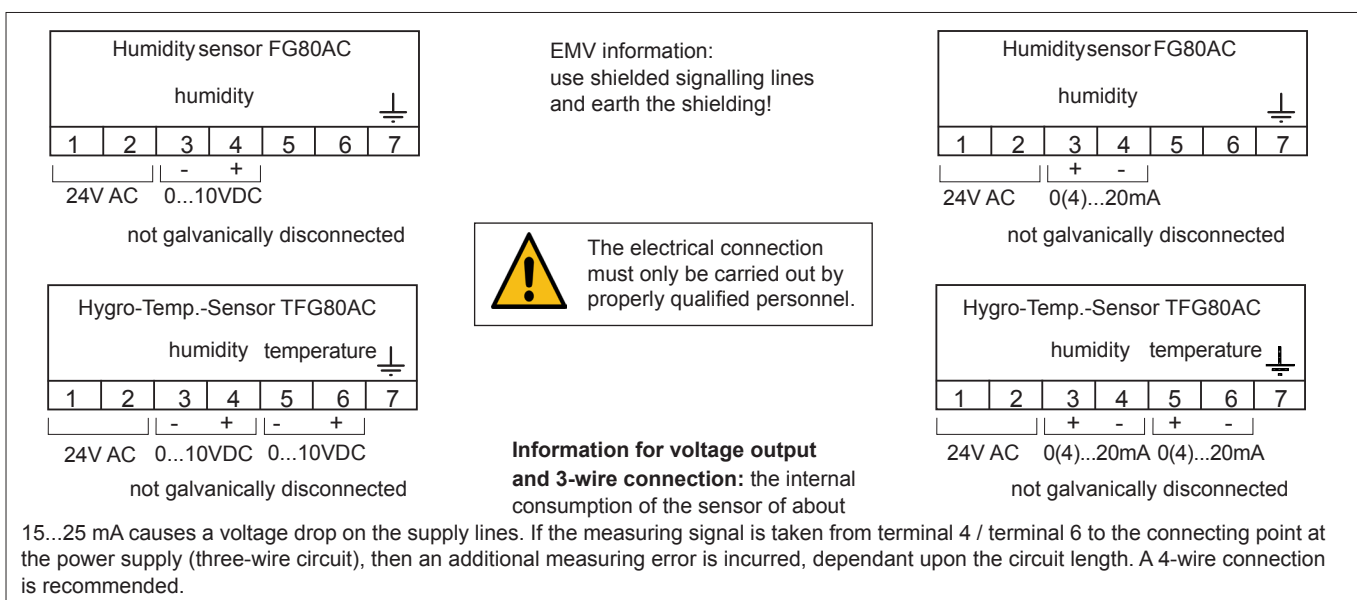 Humidity sensor FG80AC
humidity
1 2 3 4 5 6 7
- +
24V AC 0...10VDC
not galvanically disconnected
EMV information:
use shielded signalling lines
and earth the shielding!
Humidity sensor FG80AC
humidity
1 2 3 4 5 6 7
+ -
24V AC 0(4)...20mA
not galvanically disconnected
The electrical connection
must only be carried out by
properly qualified personnel.
Hygro-Temp.-Sensor TFG80AC
humidity temperature
1 2 3 4 5 6 7
- + - +
24V AC 0...10VDC 0...10VDC
not galvanically disconnected
Hygro-Temp.-Sensor TFG80AC
humidity temperature
1 2 3 4 5 6 7
+ - + -
24V AC 0(4)...20mA 0(4)...20mA
not galvanically disconnected
Information for voltage output
and 3-wire connection: the internal
consumption of the sensor of about
15...25 mA causes a voltage drop on the supply lines. If the measuring signal is taken from terminal 4 / terminal 6 to the connecting point at
the power supply (three-wire circuit), then an additional measuring error is incurred, dependant upon the circuit length. A 4-wire connection
is recommended.